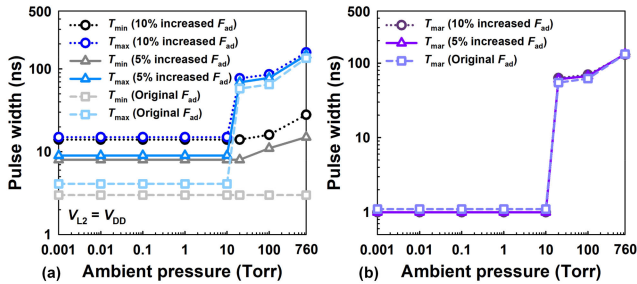 500
100
10
1
Pulse width (ns)
T_min (10% increased F_ad)
T_max (10% increased F_ad)
T_min (5% increased F_ad)
T_max (5% increased F_ad)
T_min (Original F_ad)
T_max (Original F_ad)
V_L2 = V_DD
0.001 0.01 0.1 1 10 100 760
(a) Ambient pressure (Torr)
500
100
10
1
Pulse width (ns)
T_mar (10% increased F_ad)
T_mar (5% increased F_ad)
T_mar (Original F_ad)
0.001 0.01 0.1 1 10 100 760
(b) Ambient pressure (Torr)